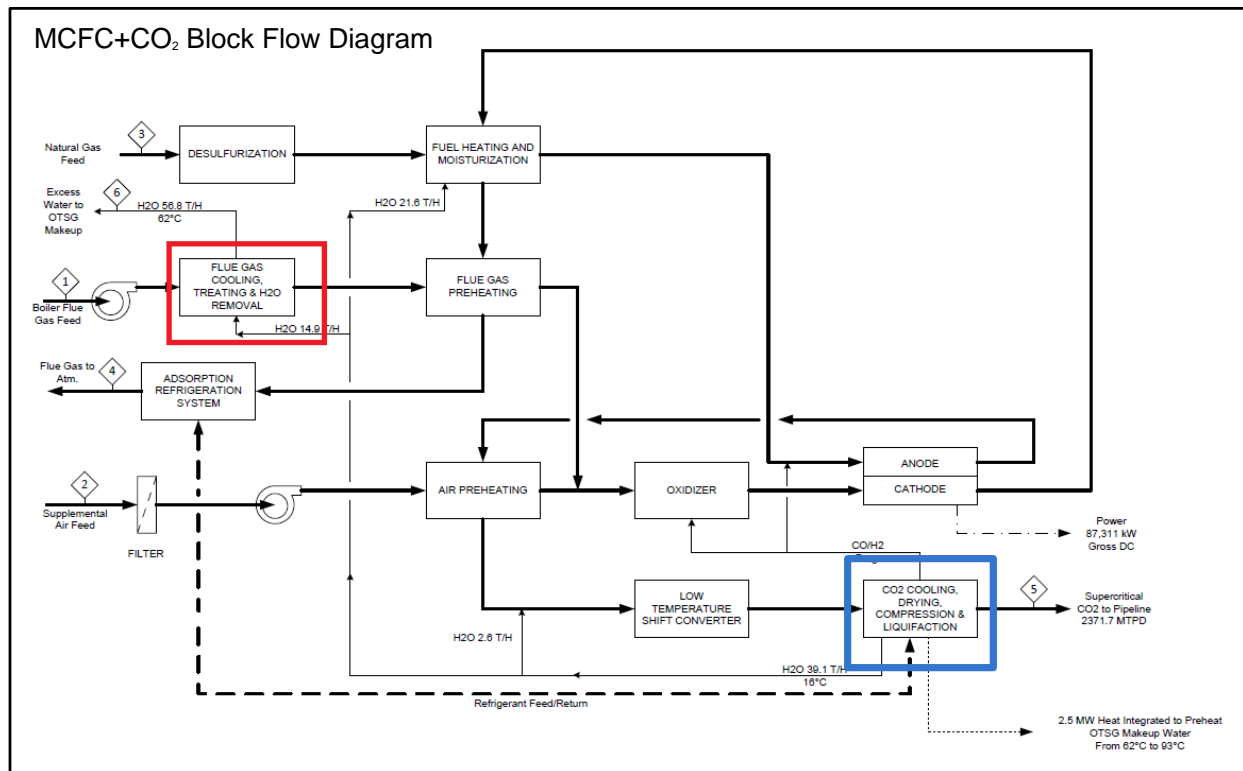 MCFC+CO₂ Block Flow Diagram
3
Natural Gas
Feed
DESULFURIZATION
FUEL HEATING AND
MOISTURIZATION
6
Excess
Water to
OTSG
Makeup
H2O 56.8 T/H
62°C
H2O 21.6 T/H
1
Boiler Flue
Gas Feed
FLUE GAS
COOLING,
TREATING & H2O
REMOVAL
FLUE GAS
PREHEATING
H2O 14.9 T/H
Flue Gas to
Atm.
4
ADSORPTION
REFRIGERATION
SYSTEM
2
Supplemental
Air Feed
FILTER
AIR PREHEATING
OXIDIZER
ANODE
CATHODE
Power
87,311 kW
Gross DC
CO/H2
LOW
TEMPERATURE
SHIFT CONVERTER
CO2 COOLING,
DRYING,
COMPRESSION &
LIQUIFACTION
5
Supercritical
CO2 to Pipeline
2371.7 MTPD
H2O 2.6 T/H
H2O 39.1 T/H
16°C
Refrigerant Feed/Return
2.5 MW Heat Integrated to Preheat
OTSG Makeup Water
From 62°C to 93°C